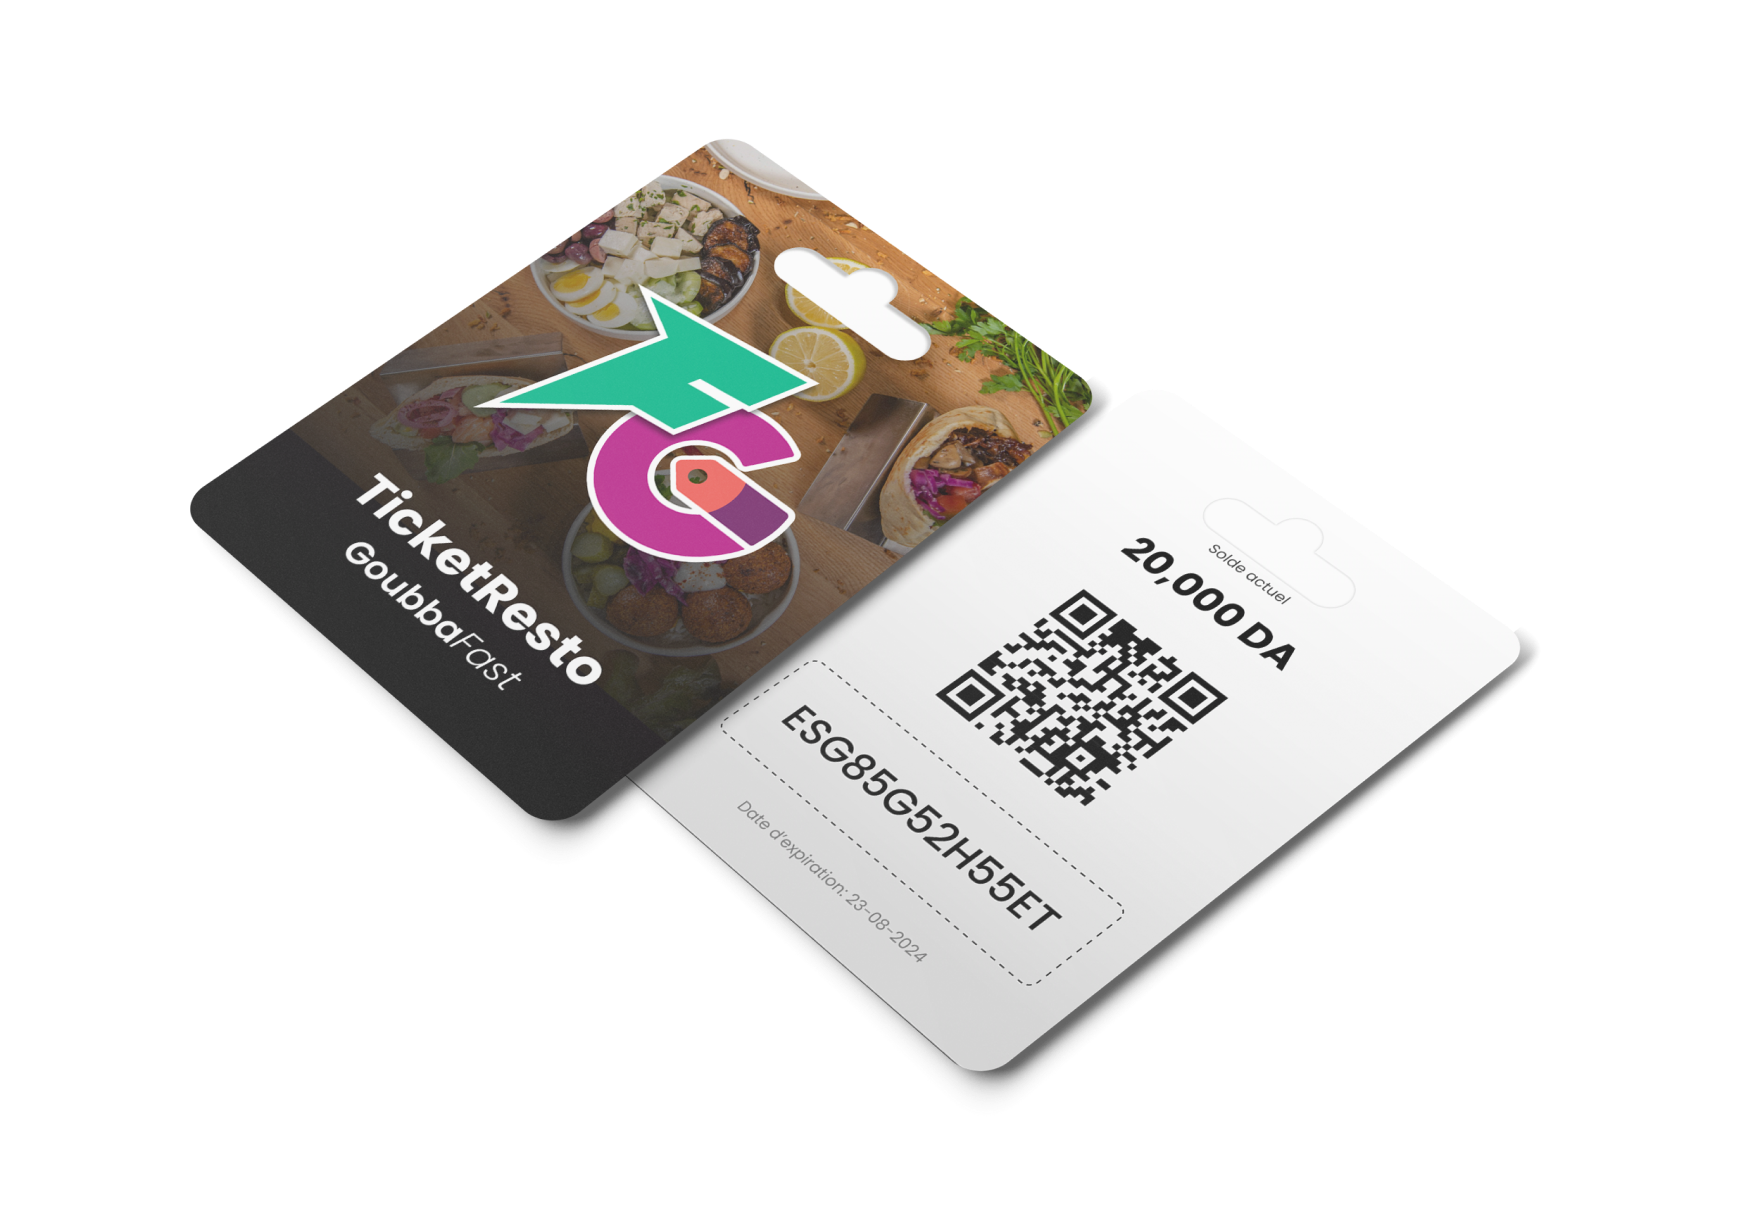 TicketResto
GoubbaFast
Solde actuel
20,000 DA
ESG85G52H55ET
Date d'expiration: 23-08-2024